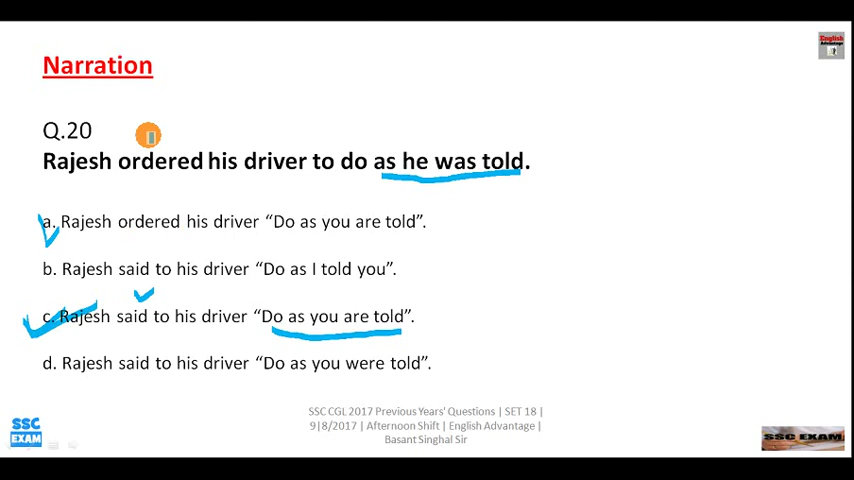 English
Advantage
Narration
Q.20
Rajesh ordered his driver to do as he was told.
a. Rajesh ordered his driver “Do as you are told”.
b. Rajesh said to his driver “Do as I told you”.
c. Rajesh said to his driver “Do as you are told”.
d. Rajesh said to his driver “Do as you were told”.
SSC CGL 2017 Previous Years' Questions | SET 18 |
9|8/2017 | Afternoon Shift | English Advantage |
Basant Singhal Sir
SSC
EXAM
SSC EXAM